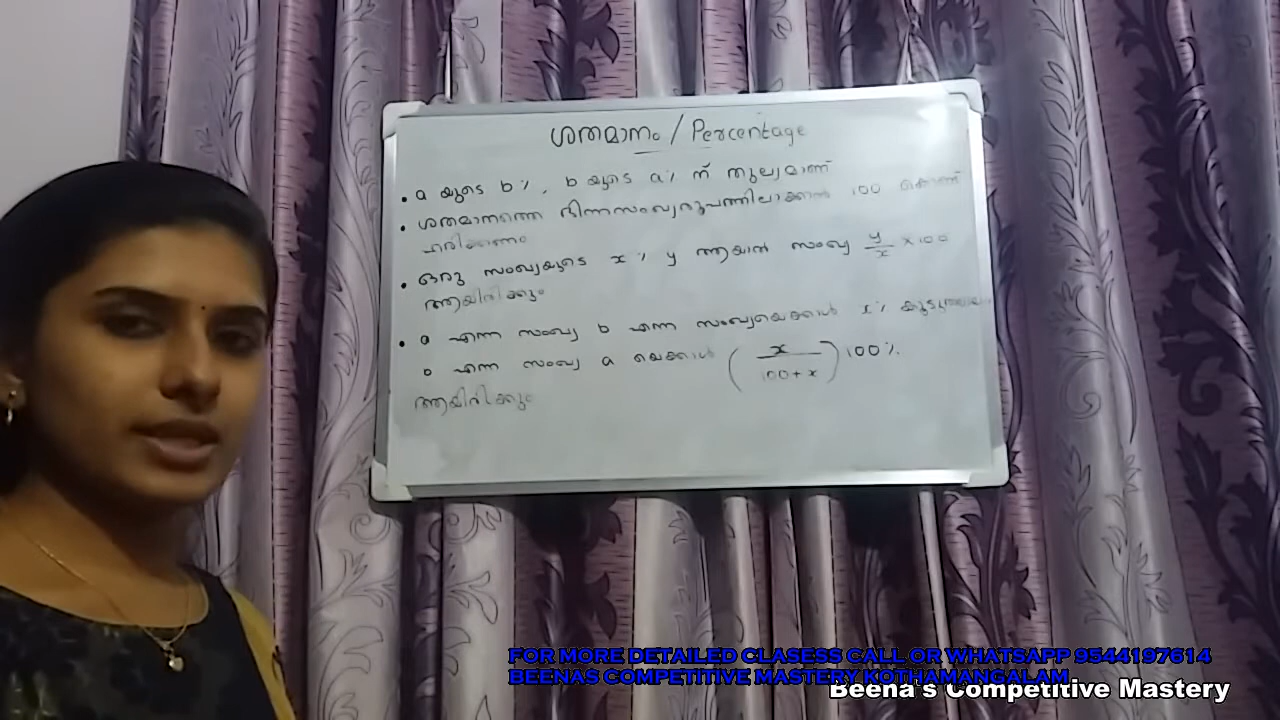 ശതമാനം / Percentage
• a യുടെ b%, b യുടെ a% ന് തുല്യമാണ്
• ശതമാനത്തെ ഭിന്നസംഖ്യരൂപത്തിലാക്കാൻ 100 കൊണ്ട്
ഹരിക്കണം
• ഒരു സംഖ്യയുടെ x% y ആയാൽ സംഖ്യ y/x × 100
ആയിരിക്കും
• a എന്ന സംഖ്യ b എന്ന സംഖ്യയെക്കാൾ x%
b എന്ന സംഖ്യ a യെക്കാൾ (x/100+x) 100%.
ആയിരിക്കും
FOR MORE DETAILED CLASESS CALL OR WHATSAPP 9544197614
BEENAS COMPETITIVE MASTERY KOTHAMANGALAM
Beena's Competitive Mastery